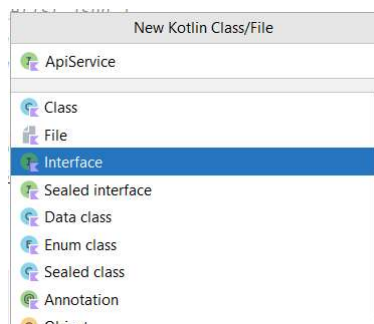 New Kotlin Class/File
ApiService
Class
File
Interface
Sealed interface
Data class
Enum class
Sealed class
Annotation